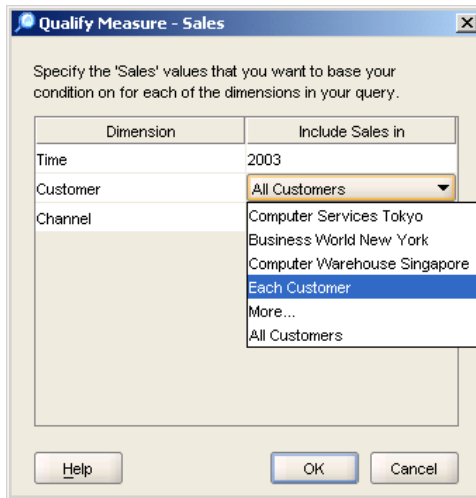 Qualify Measure - Sales
Specify the 'Sales' values that you want to base your
condition on for each of the dimensions in your query.
Dimension Include Sales in
Time 2003
Customer All Customers
Channel
Computer Services Tokyo
Business World New York
Computer Warehouse Singapore
Each Customer
More...
All Customers
Help OK Cancel